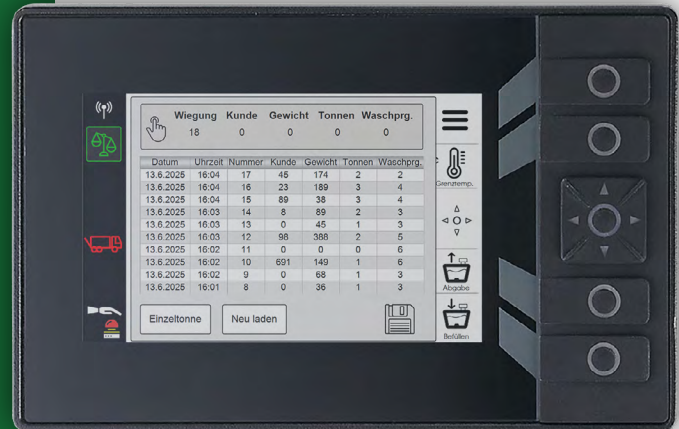 Wiegung Kunde Gewicht Tonnen Waschprg.
18 0 0 0 0
Datum Uhrzeit Nummer Kunde Gewicht Tonnen Waschprg.
13.6.2025 16:04 17 45 174 2 2
13.6.2025 16:04 16 23 189 3 4
13.6.2025 16:04 15 89 38 3 4
13.6.2025 16:03 14 8 89 2 3
13.6.2025 16:03 13 0 45 1 3
13.6.2025 16:03 12 98 388 2 5
13.6.2025 16:02 11 0 0 0 6
13.6.2025 16:02 10 691 149 1 6
13.6.2025 16:02 9 0 68 1 3
13.6.2025 16:01 8 0 36 1 3
Einzeltonne Neu laden
Grenztemp.
Abgabe
Befüllen